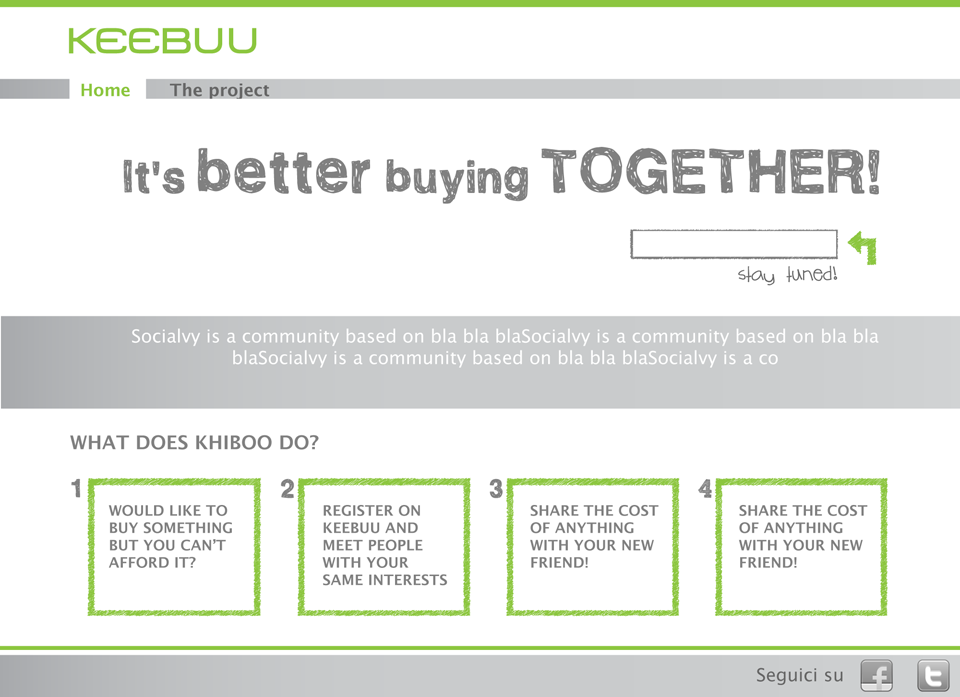 KEEBUU
Home The project
It's better buying TOGETHER!
stay tuned!
Socialvy is a community based on bla bla blaSocialvy is a community based on bla bla
blaSocialvy is a community based on bla bla blaSocialvy is a co
WHAT DOES KHIBOO DO?
1
WOULD LIKE TO
BUY SOMETHING
BUT YOU CAN'T
AFFORD IT?
2
REGISTER ON
KEEBUU AND
MEET PEOPLE
WITH YOUR
SAME INTERESTS
3
SHARE THE COST
OF ANYTHING
WITH YOUR NEW
FRIEND!
4
SHARE THE COST
OF ANYTHING
WITH YOUR NEW
FRIEND!
Seguici su f t